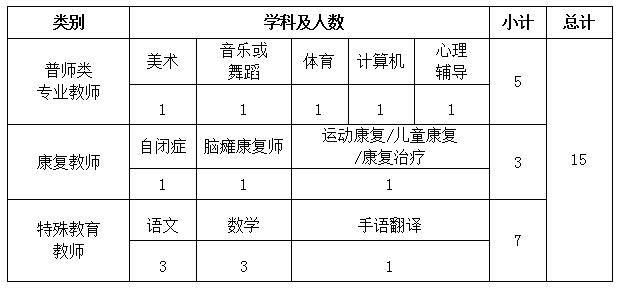 类别 学科及人数 小计 总计
普师类
专业教师
美术 音乐或
舞蹈 体育 计算机 心理
辅导
1 1 1 1 1
5
康复教师
自闭症 脑瘫康复师 运动康复/儿童康复
/康复治疗
1 1 1
3
15
特殊教育
教师
语文 数学 手语翻译
3 3 1
7